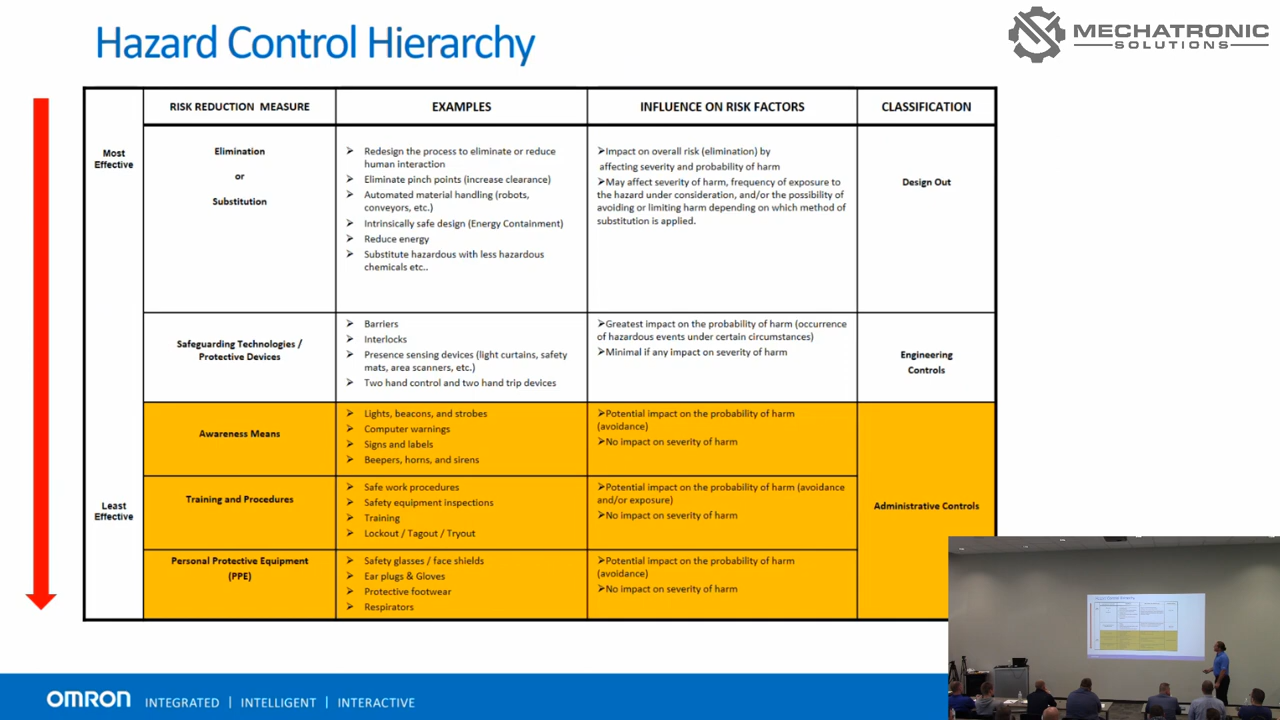 Hazard Control Hierarchy
MECHATRONIC
SOLUTIONS
RISK REDUCTION MEASURE
EXAMPLES
INFLUENCE ON RISK FACTORS
CLASSIFICATION
Most
Effective
Elimination
or
Substitution
Redesign the process to eliminate or reduce
human interaction
Eliminate pinch points (increase clearance)
Automated material handling (robots,
conveyors, etc.)
Intrinsically safe design (Energy Containment)
Reduce energy
Substitute hazardous with less hazardous
chemicals etc..
Impact on overall risk (elimination) by
affecting severity and probability of harm
May affect severity of harm, frequency of exposure to
the hazard under consideration, and/or the possibility of
avoiding or limiting harm depending on which method of
substitution is applied.
Design Out
Safeguarding Technologies /
Protective Devices
Barriers
Interlocks
Presence sensing devices (light curtains, safety
mats, area scanners, etc.)
Two hand control and two hand trip devices
Greatest impact on the probability of harm (occurrence
of hazardous events under certain circumstances)
Minimal if any impact on severity of harm
Engineering
Controls
Awareness Means
Lights, beacons, and strobes
Computer warnings
Signs and labels
Beepers, horns, and sirens
Potential impact on the probability of harm
(avoidance)
No impact on severity of harm
Least
Effective
Training and Procedures
Safe work procedures
Safety equipment inspections
Training
Lockout / Tagout / Tryout
Potential impact on the probability of harm (avoidance
and/or exposure)
No impact on severity of harm
Administrative Controls
Personal Protective Equipment
(PPE)
Safety glasses / face shields
Ear plugs & Gloves
Protective footwear
Respirators
Potential impact on the probability of harm
(avoidance)
No impact on severity of harm
OMRON
INTEGRATED | INTELLIGENT | INTERACTIVE
Hazard Control Hierarchy